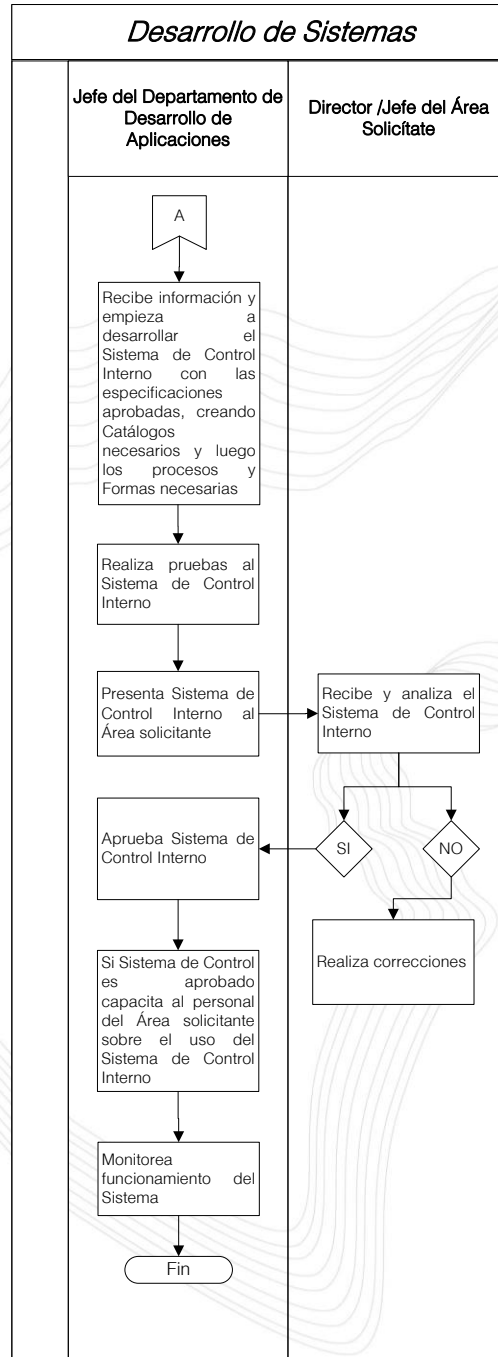 Desarrollo de Sistemas
Jefe del Departamento de
Desarrollo de
Aplicaciones
Director /Jefe del Área
Solicítate
A
Recibe información y
empieza a
desarrollar el
Sistema de Control
Interno con las
especificaciones
aprobadas, creando
Catálogos
necesarios y luego
los procesos y
Formas necesarias
Realiza pruebas al
Sistema de Control
Interno
Presenta Sistema de
Control Interno al
Área solicitante
Recibe y analiza el
Sistema de Control
Interno
SI
NO
Aprueba Sistema de
Control Interno
Realiza correcciones
Si Sistema de Control
es aprobado
capacita al personal
del Área solicitante
sobre el uso del
Sistema de Control
Interno
Monitorea
funcionamiento del
Sistema
Fin